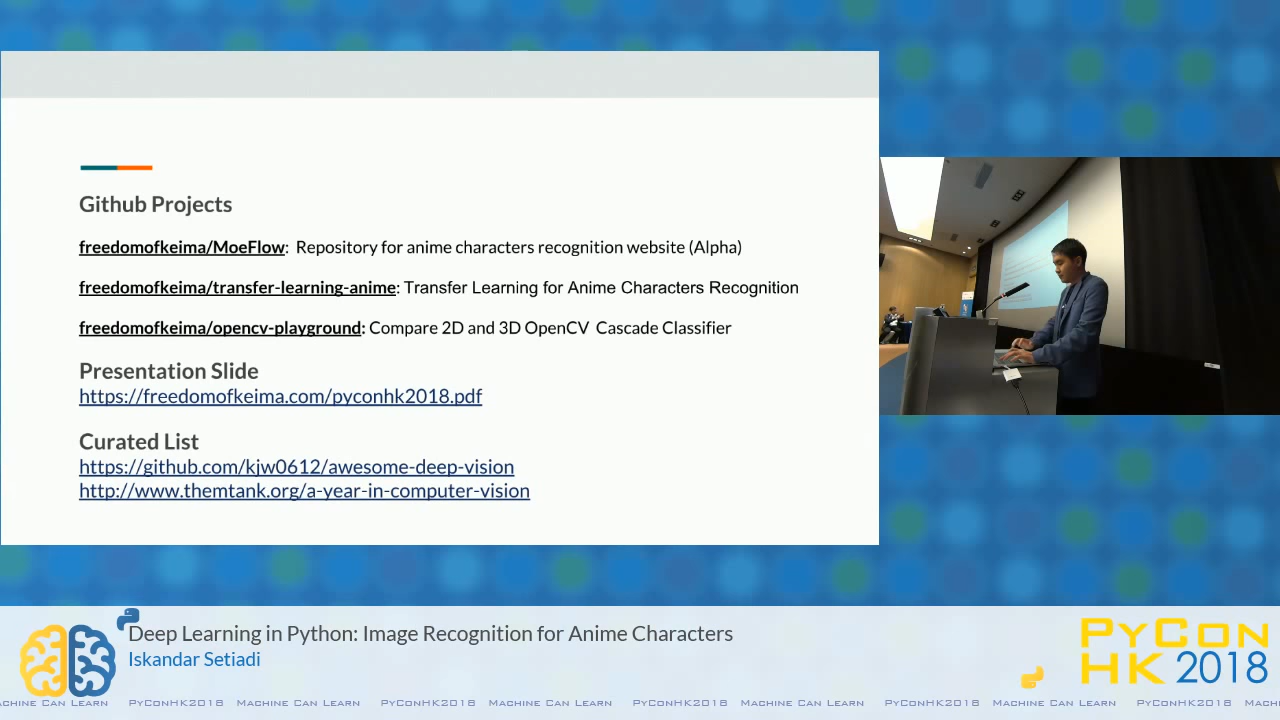 Github Projects
freedomofkeima/MoeFlow: Repository for anime characters recognition website (Alpha)
freedomofkeima/transfer-learning-anime: Transfer Learning for Anime Characters Recognition
freedomofkeima/opencv-playground: Compare 2D and 3D OpenCV Cascade Classifier
Presentation Slide
https://freedomofkeima.com/pyconhk2018.pdf
Curated List
https://github.com/kjw0612/awesome-deep-vision
http://www.themtank.org/a-year-in-computer-vision
Deep Learning in Python: Image Recognition for Anime Characters
Iskandar Setiadi
PyCon
HK 2018
achine Can Learn PyConHK2018 Machine Can Learn PyConHK2018 Machine Can Learn PyConHK2018 Machine Can Learn PyConHK2018 Machine Can Learn PyConHK2018 Mach